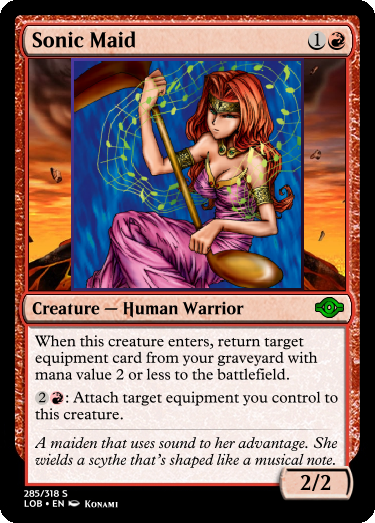 Sonic Maid 1
Creature — Human Warrior
When this creature enters, return target
equipment card from your graveyard with
mana value 2 or less to the battlefield.
2 : Attach target equipment you control to
this creature.
A maiden that uses sound to her advantage. She
wields a scythe that's shaped like a musical note.
2/2
285/318 S
LOB • EN Konami